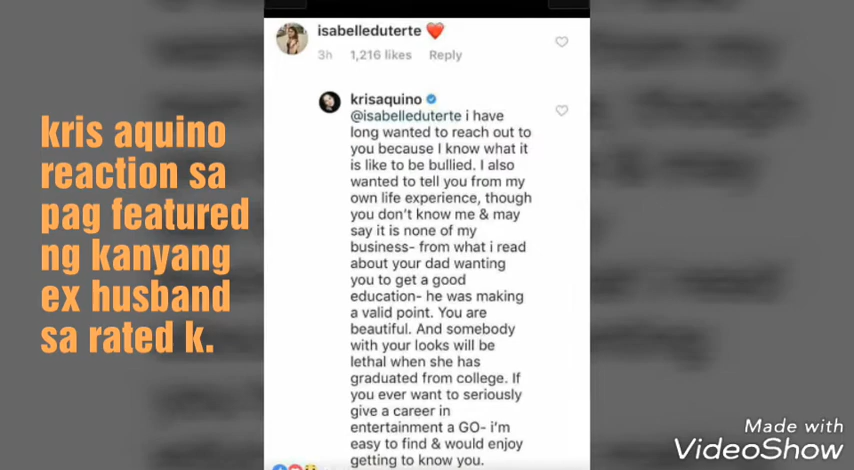 isabelleduterte ❤️
3h 1,216 likes Reply
krisaquino
@isabelleduterte i have
long wanted to reach out to
you because I know what it
is like to be bullied. I also
wanted to tell you from my
own life experience, though
you don't know me & may
say it is none of my
business- from what i read
about your dad wanting
you to get a good
education- he was making
a valid point. You are
beautiful. And somebody
with your looks will be
lethal when she has
graduated from college. If
you ever want to seriously
give a career in
entertainment a GO- i'm
easy to find & would enjoy
getting to know you.
kris aquino
reaction sa
pag featured
ng kanyang
ex husband
sa rated k.
Made with
VideoShow